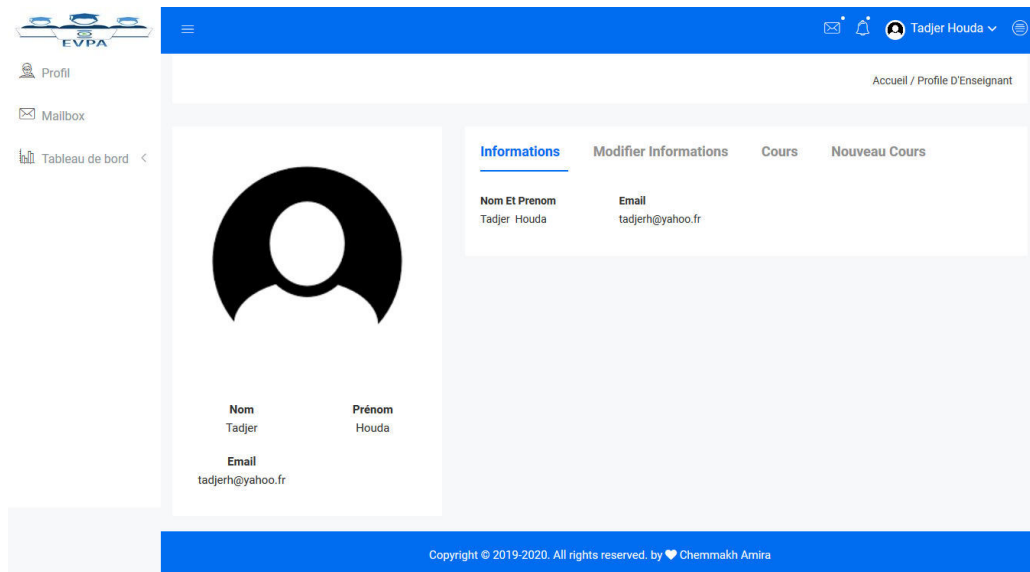 EVPA
Tadjer Houda
Profil
Mailbox
Tableau de bord
Accueil / Profile D'Enseignant
Informations Modifier Informations Cours Nouveau Cours
Nom Et Prenom Email
Tadjer Houda tadjerh@yahoo.fr
Nom Prénom
Tadjer Houda
Email
tadjerh@yahoo.fr
Copyright © 2019-2020. All rights reserved. by ❤ Chemmakh Amira